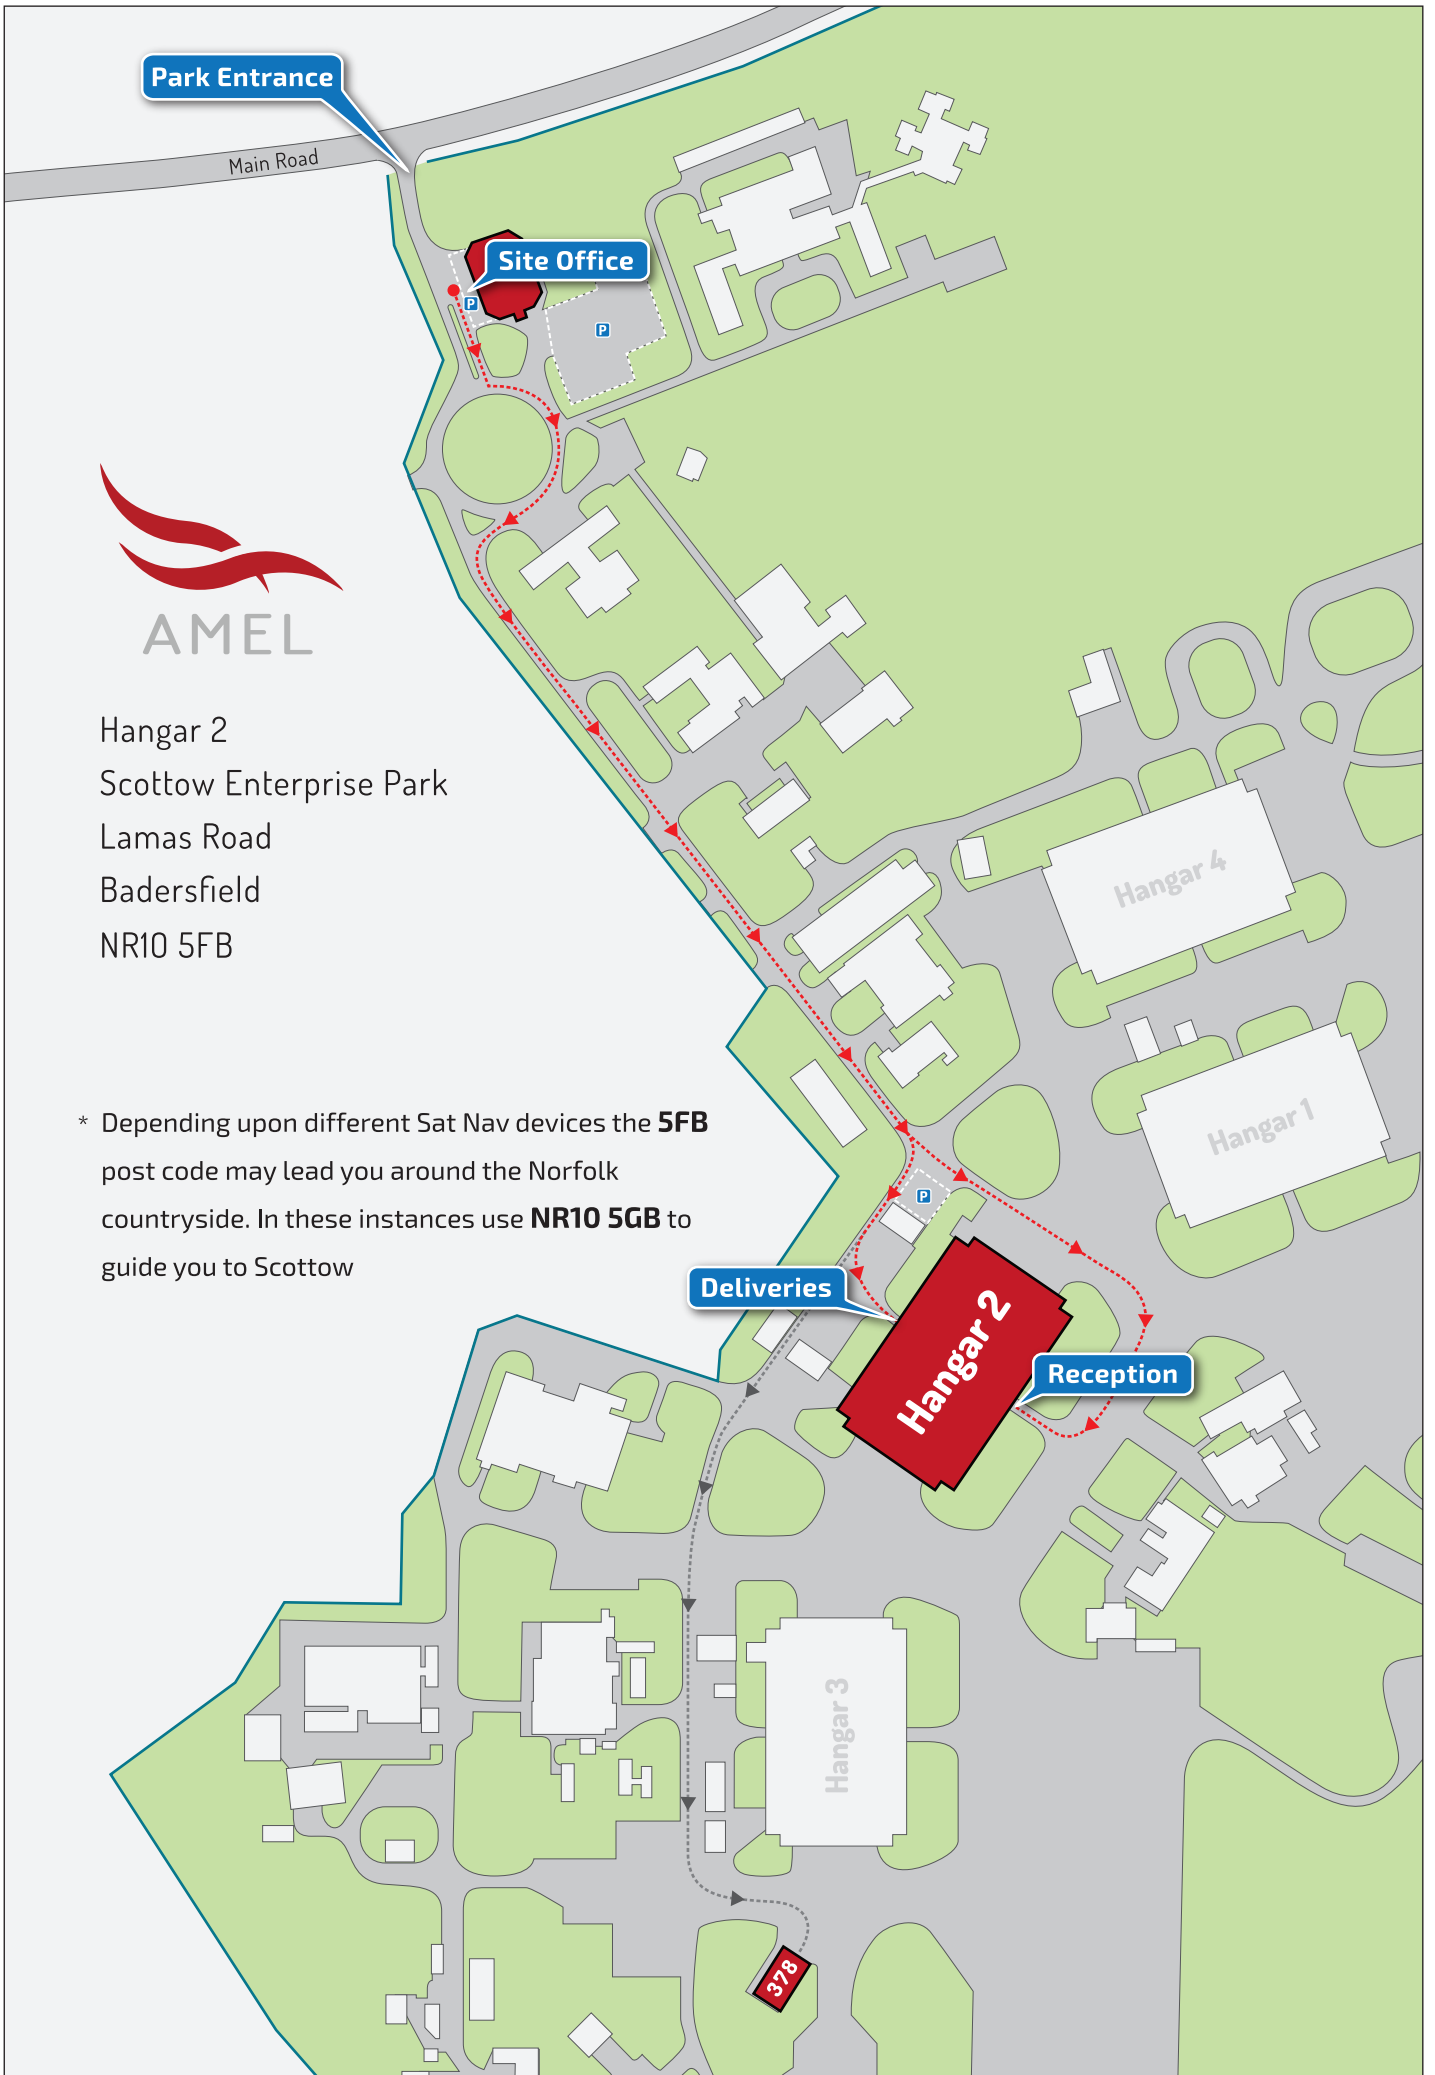 Park Entrance
Main Road
Site Office
P
P
AMEL
Hangar 2
Scottow Enterprise Park
Lamas Road
Badersfield
NR10 5FB
Hangar 4
Hangar 1
* Depending upon different Sat Nav devices the 5FB
post code may lead you around the Norfolk
countryside. In these instances use NR10 5GB to
guide you to Scottow
P
Deliveries
Hangar 2
Reception
Hangar 3
378